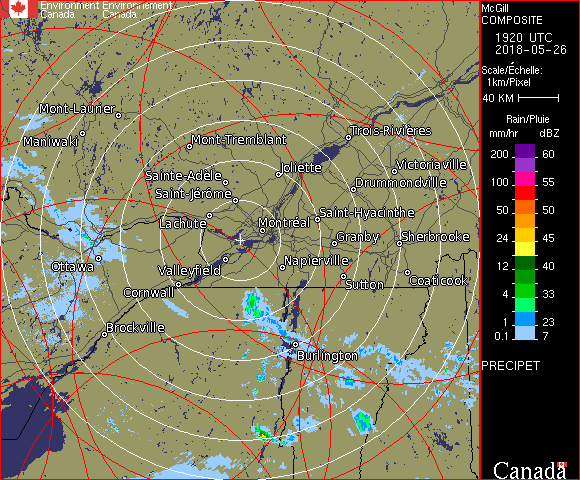 Environment Environnement
Canada Canada
McGill
COMPOSITE
1920 UTC
2018-05-26
Scale/Échelle:
1km/Pixel
40 KM
Rain/Pluie
mm/hr dBZ
200 60
150 55
100 55
50 50
24 45
12 40
4 33
1 23
0.1 7
PRECIPET
Mont-Laurier
Maniwaki
Mont-Tremblant
Trois-Rivières
Joliette
Victoriaville
Sainte-Adèle
Drummondville
Saint-Jérôme
Saint-Hyacinthe
Lachute
Montréal
Granby
Sherbrooke
Ottawa
Valleyfield
Napierville
Cornwall
Sutton
Coaticook
Brockville
Burlington
Canada